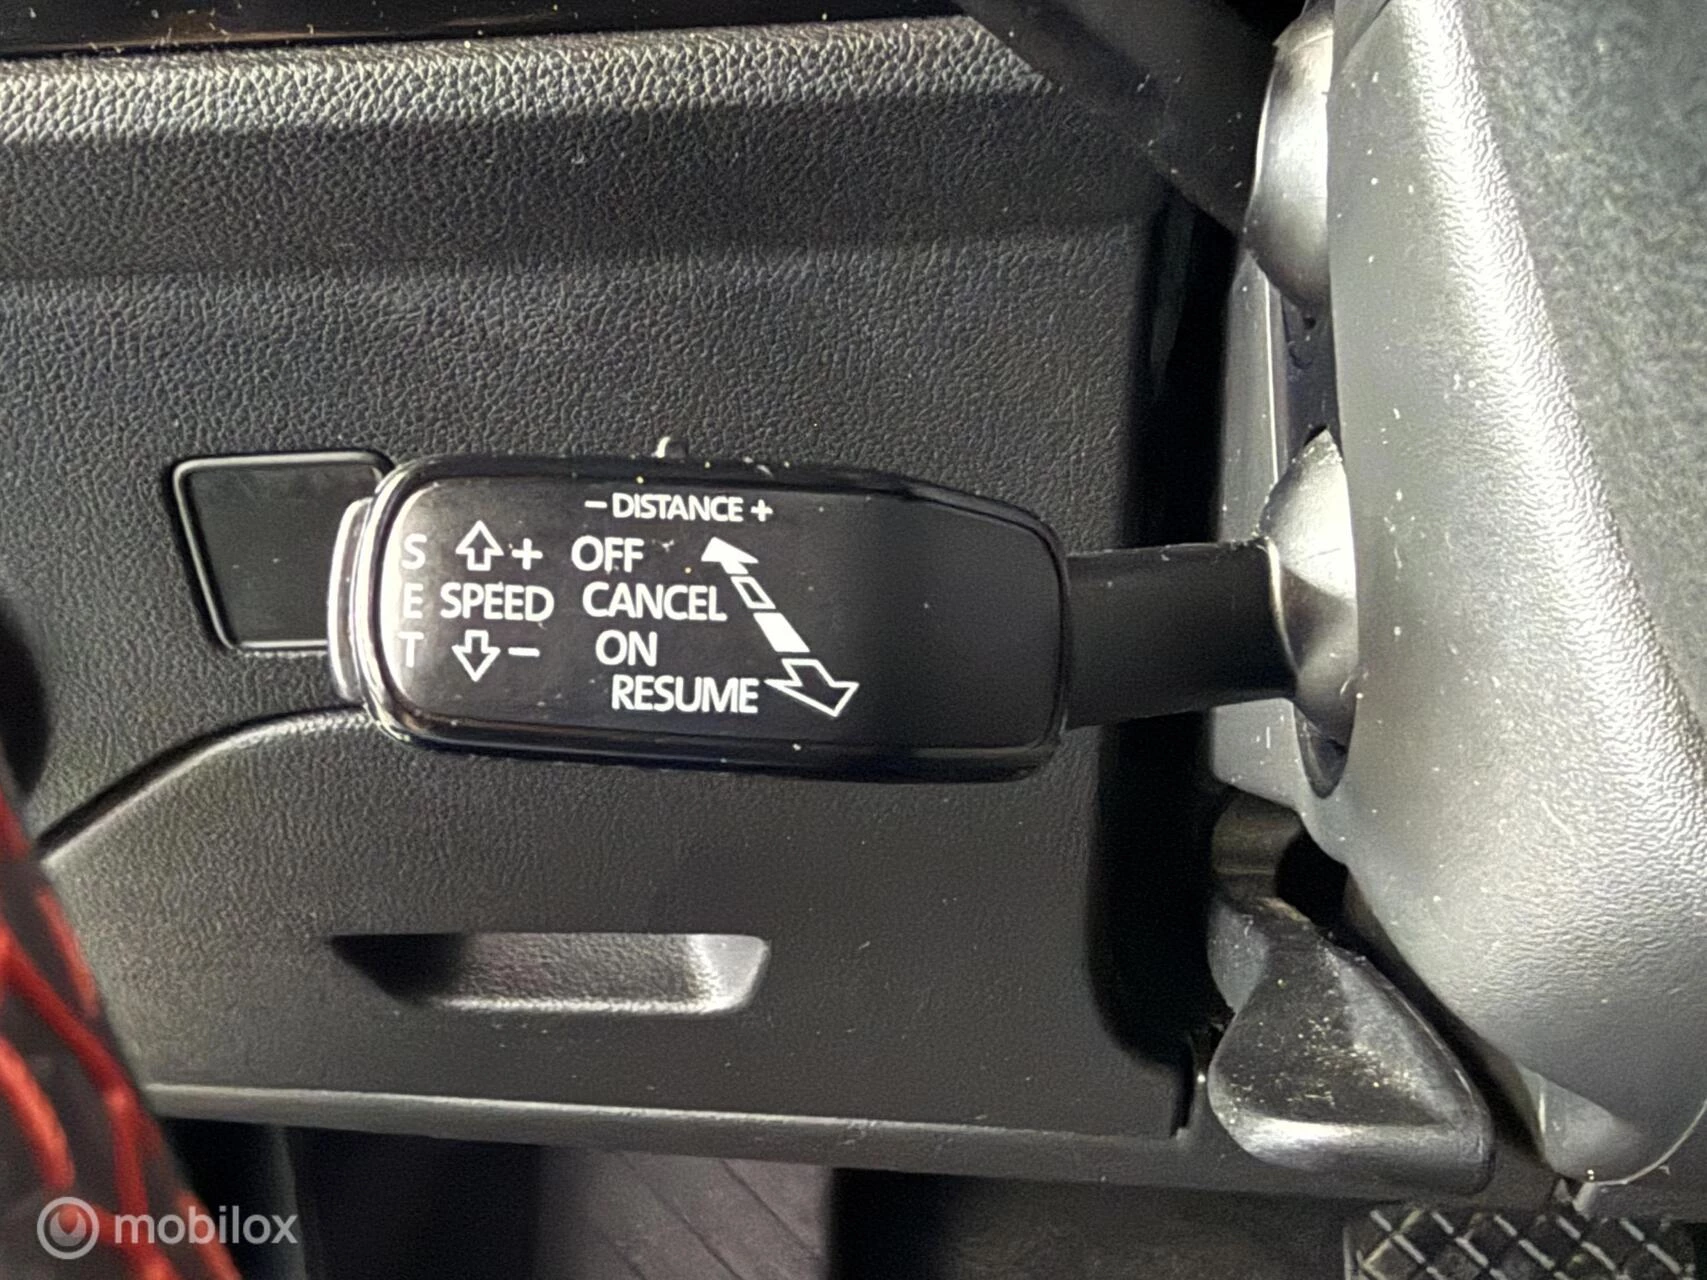 − DISTANCE +
S + OFF
E SPEED CANCEL
T − ON
RESUME
mobilox